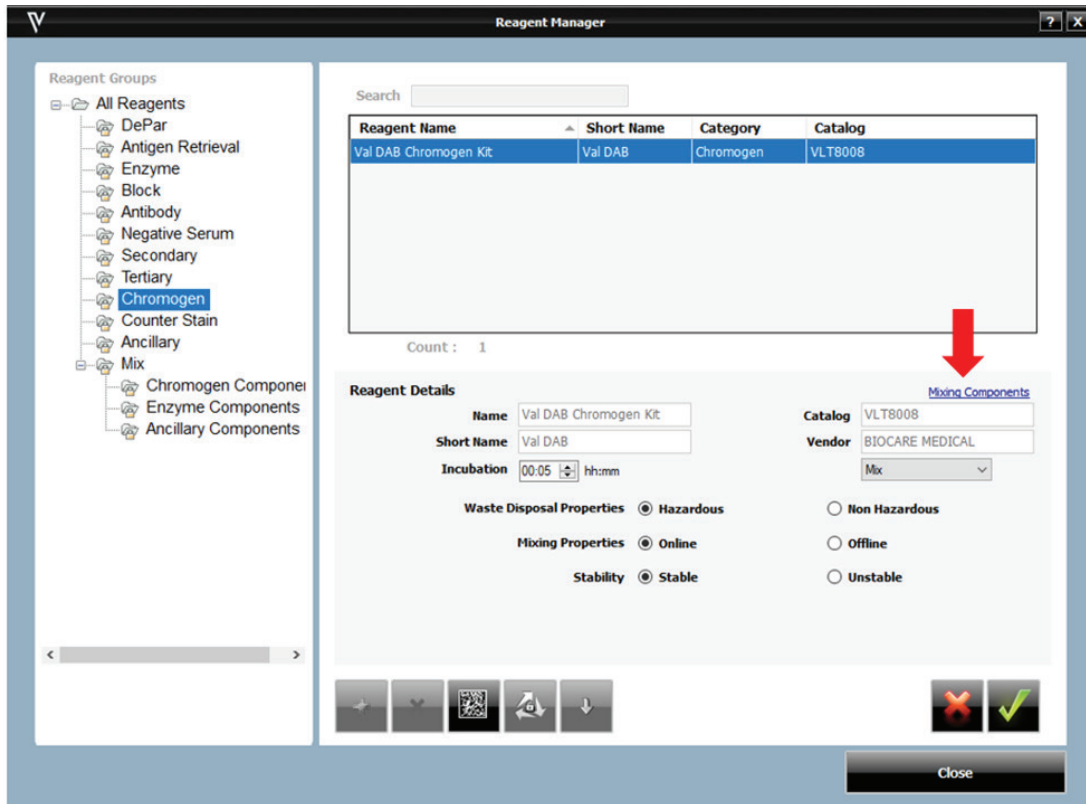 Reagent Manager
? X
Reagent Groups
All Reagents
DePar
Antigen Retrieval
Enzyme
Block
Antibody
Negative Serum
Secondary
Tertiary
Chromogen
Counter Stain
Ancillary
Mix
Chromogen Componen
Enzyme Components
Ancillary Components
Search
Reagent Name Short Name Category Catalog
Val DAB Chromogen Kit Val DAB Chromogen VLT8008
Count : 1
Reagent Details Mixing Components
Name Val DAB Chromogen Kit Catalog VLT8008
Short Name Val DAB Vendor BIOCARE MEDICAL
Incubation 00:05 hh:mm Mix
Waste Disposal Properties Hazardous Non Hazardous
Mixing Properties Online Offline
Stability Stable Unstable
Close